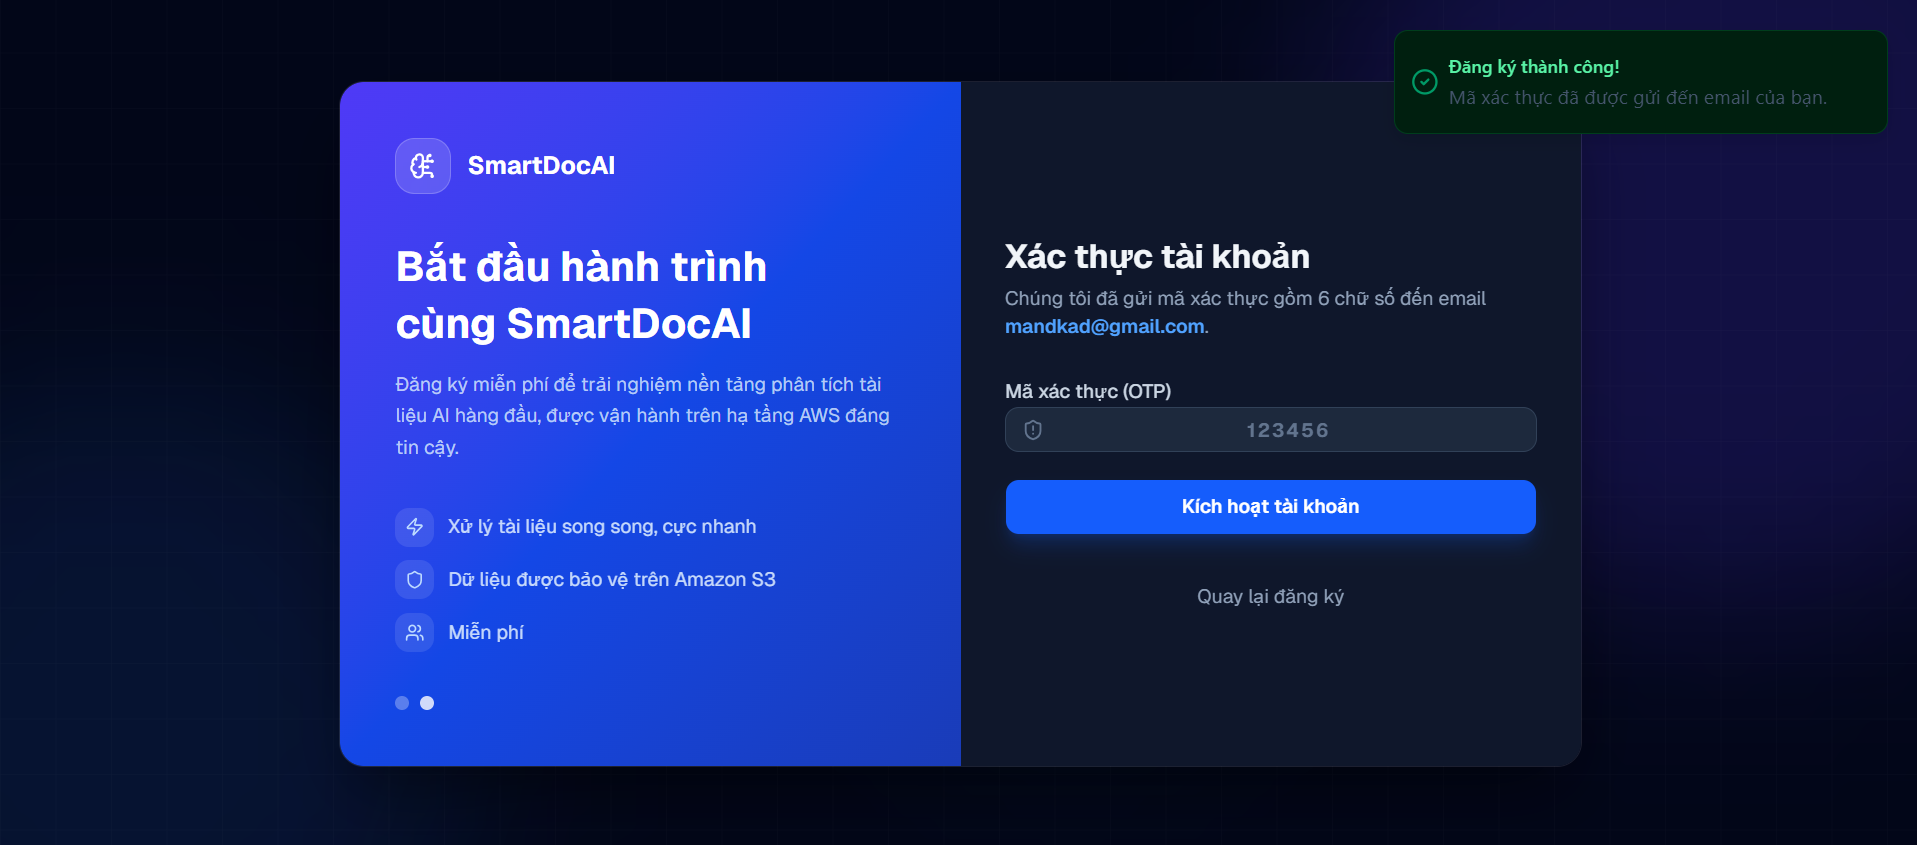 SmartDocAI
Bắt đầu hành trình
cùng SmartDocAI
Đăng ký miễn phí để trải nghiệm nền tảng phân tích tài
liệu AI hàng đầu, được vận hành trên hạ tầng AWS đáng
tin cậy.
Xử lý tài liệu song song, cực nhanh
Dữ liệu được bảo vệ trên Amazon S3
Miễn phí
Đăng ký thành công!
Mã xác thực đã được gửi đến email của bạn.
Xác thực tài khoản
Chúng tôi đã gửi mã xác thực gồm 6 chữ số đến email
mandkad@gmail.com.
Mã xác thực (OTP)
123456
Kích hoạt tài khoản
Quay lại đăng ký